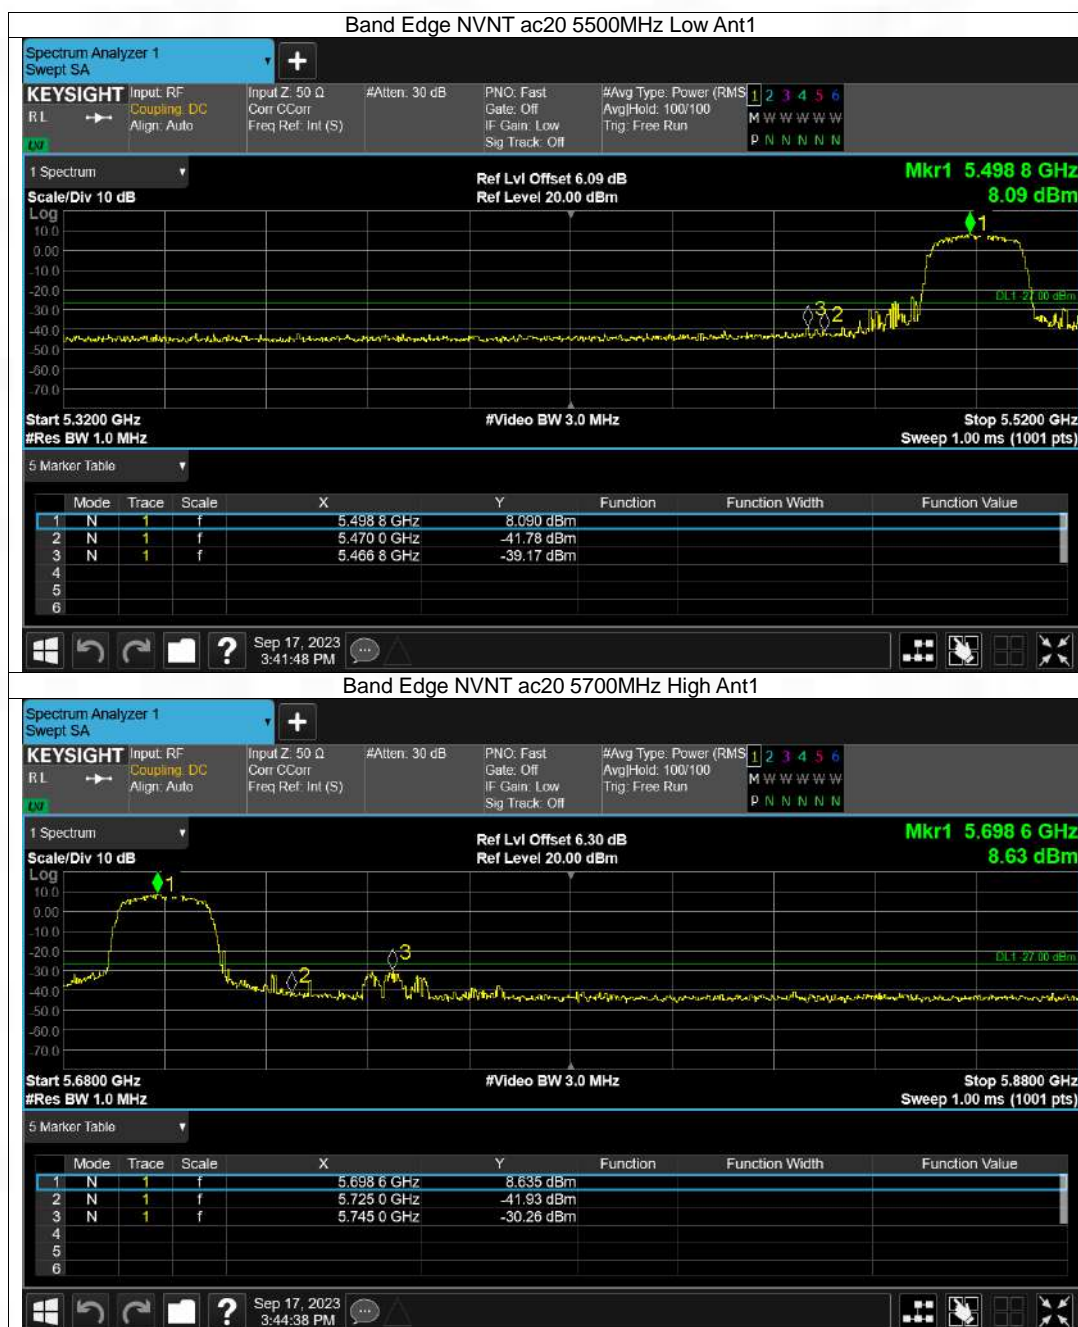 Band Edge NVNT ac20 5500MHz Low Ant1
Spectrum Analyzer 1
Swept SA
+
KEYSIGHT Input: RF Input Z: 50 Ω #Atten: 30 dB PNO: Fast #Avg Type: Power (RMS 1 2 3 4 5 6
R L Coupling: DC Corr CCorr Gate: Off Avg|Hold: 100/100 M W W W W W
Align: Auto Freq Ref: Int (S) IF Gain: Low Trig: Free Run
LXI Sig Track: Off P N N N N N
1 Spectrum Ref Lvl Offset 6.09 dB Mkr1 5.498 8 GHz
Scale/Div 10 dB Ref Level 20.00 dBm 8.09 dBm
Log
10.0 1
0.00
-10.0
-20.0 DL1 -27.00 dBm
-30.0 3 2
-40.0
-50.0
-60.0
-70.0
Start 5.3200 GHz #Video BW 3.0 MHz Stop 5.5200 GHz
#Res BW 1.0 MHz Sweep 1.00 ms (1001 pts)
5 Marker Table
Mode Trace Scale X Y Function Function Width Function Value
1 N 1 f 5.498 8 GHz 8.090 dBm
2 N 1 f 5.470 0 GHz -41.78 dBm
3 N 1 f 5.466 8 GHz -39.17 dBm
4
5
6
? Sep 17, 2023
3:41:48 PM
Band Edge NVNT ac20 5700MHz High Ant1
Spectrum Analyzer 1
Swept SA
+
KEYSIGHT Input: RF Input Z: 50 Ω #Atten: 30 dB PNO: Fast #Avg Type: Power (RMS 1 2 3 4 5 6
R L Coupling: DC Corr CCorr Gate: Off Avg|Hold: 100/100 M W W W W W
Align: Auto Freq Ref: Int (S) IF Gain: Low Trig: Free Run
LXI Sig Track: Off P N N N N N
1 Spectrum Ref Lvl Offset 6.30 dB Mkr1 5.698 6 GHz
Scale/Div 10 dB Ref Level 20.00 dBm 8.63 dBm
Log
10.0 1
0.00
-10.0
-20.0 3 DL1 -27.00 dBm
-30.0 2
-40.0
-50.0
-60.0
-70.0
Start 5.6800 GHz #Video BW 3.0 MHz Stop 5.8800 GHz
#Res BW 1.0 MHz Sweep 1.00 ms (1001 pts)
5 Marker Table
Mode Trace Scale X Y Function Function Width Function Value
1 N 1 f 5.698 6 GHz 8.635 dBm
2 N 1 f 5.725 0 GHz -41.93 dBm
3 N 1 f 5.745 0 GHz -30.26 dBm
4
5
6
? Sep 17, 2023
3:44:38 PM